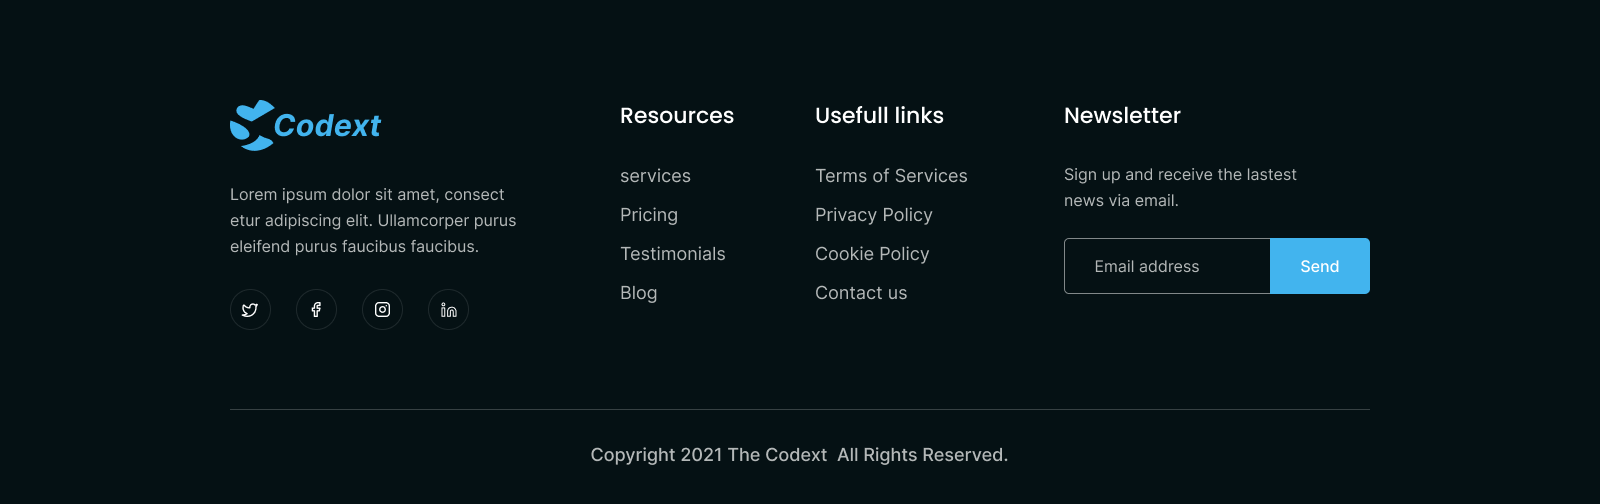 Codext
Lorem ipsum dolor sit amet, consect
etur adipiscing elit. Ullamcorper purus
eleifend purus faucibus faucibus.
Resources
services
Pricing
Testimonials
Blog
Usefull links
Terms of Services
Privacy Policy
Cookie Policy
Contact us
Newsletter
Sign up and receive the lastest
news via email.
Email address
Send
Copyright 2021 The Codext  All Rights Reserved.